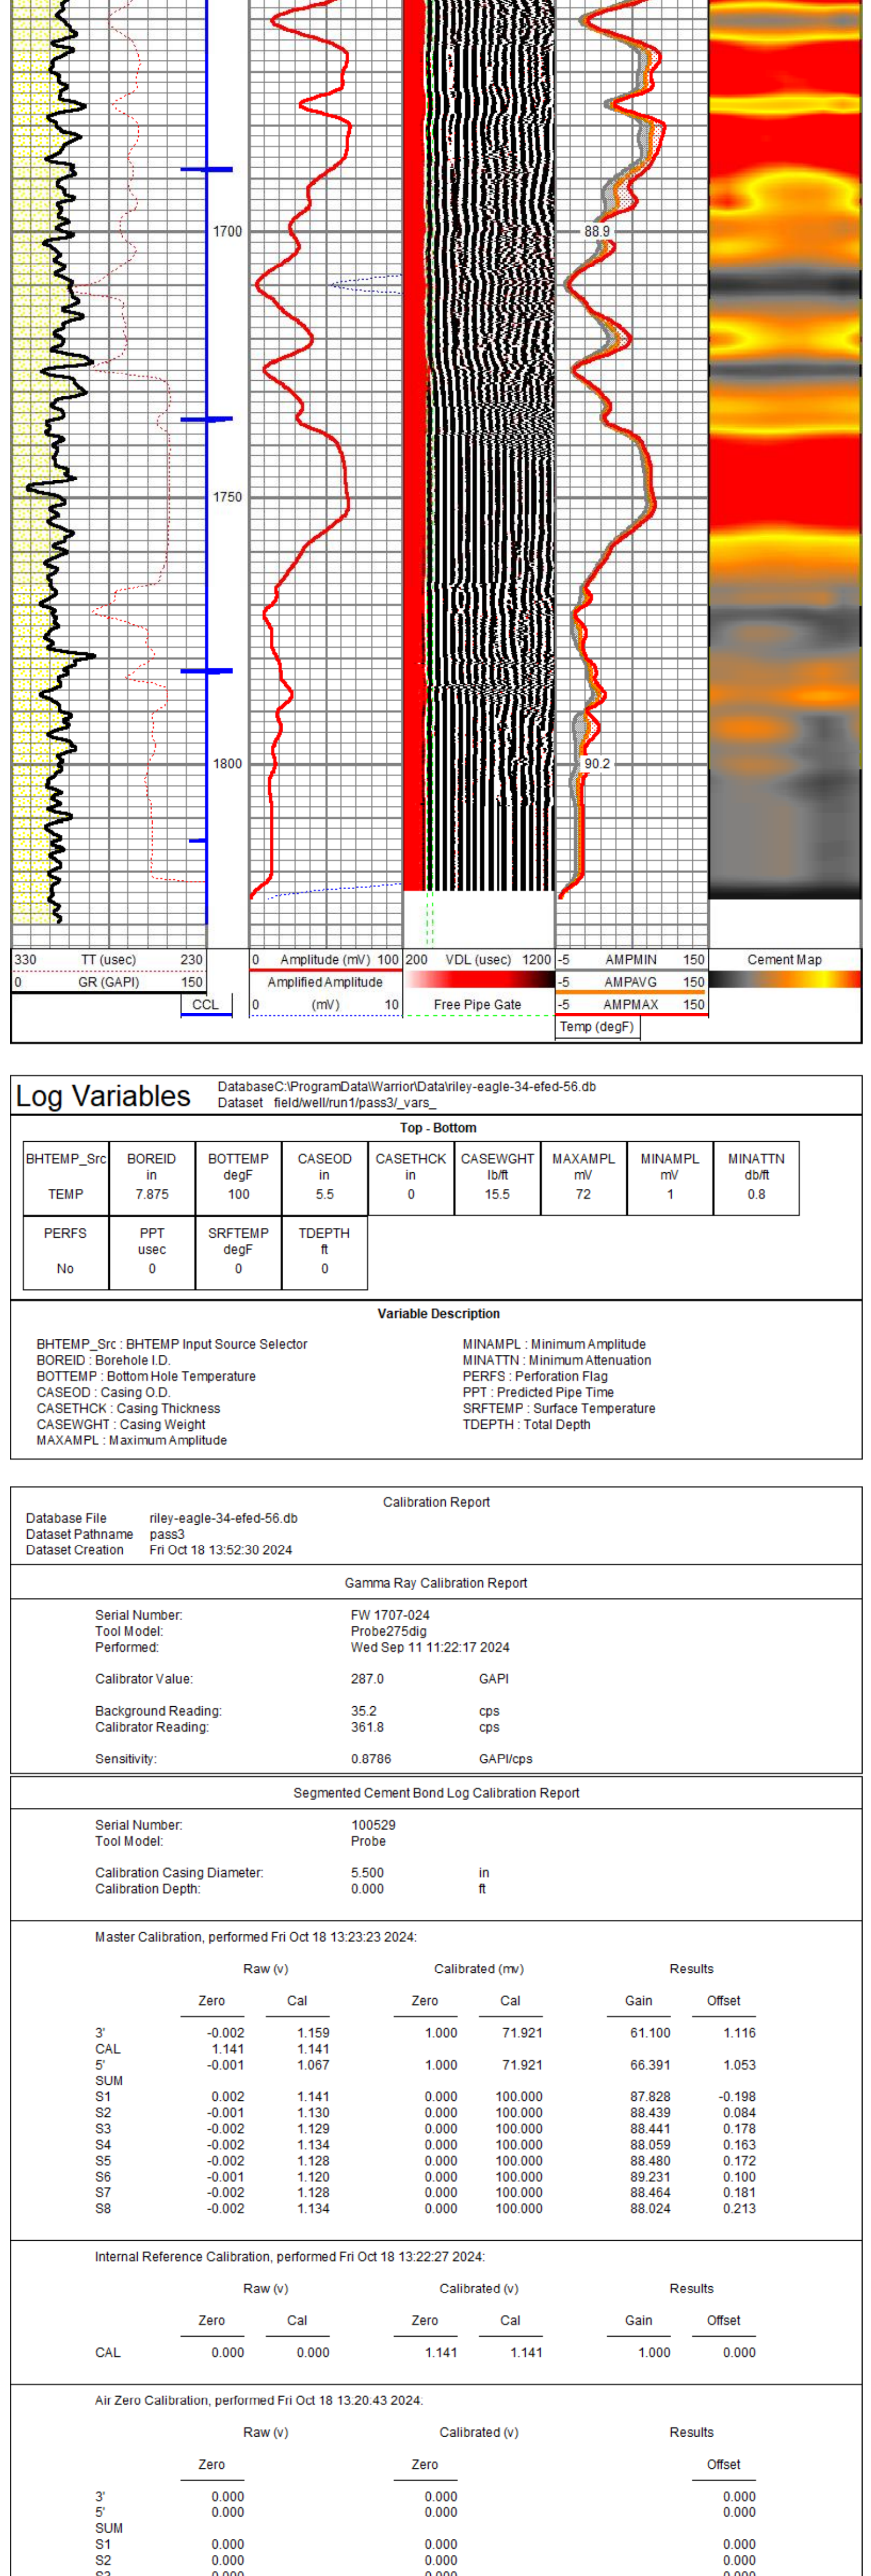 1700
88.9
1750
1800
90.2
330 TT (usec) 230
0 GR (GAPI) 150
CCL
0 Amplitude (mV) 100
Amplified Amplitude
0 (mV) 10
200 VDL (usec) 1200
Free Pipe Gate
-5 AMPMIN 150
-5 AMPAVG 150
-5 AMPMAX 150
Temp (degF)
Cement Map
Log Variables
DatabaseC:\ProgramData\Warrior\Data\riley-eagle-34-efed-56.db
Dataset field/well/run1/pass3/_vars_
Top - Bottom
BHTEMP_Src BOREID BOTTEMP CASEOD CASETHCK CASEWGHT MAXAMPL MINAMPL MINATTN
in degF in in lb/ft mV mV db/ft
TEMP 7.875 100 5.5 0 15.5 72 1 0.8
PERFS PPT SRFTEMP TDEPTH
usec degF ft
No 0 0 0
Variable Description
BHTEMP_Src : BHTEMP Input Source Selector
BOREID : Borehole I.D.
BOTTEMP : Bottom Hole Temperature
CASEOD : Casing O.D.
CASETHCK : Casing Thickness
CASEWGHT : Casing Weight
MAXAMPL : Maximum Amplitude
MINAMPL : Minimum Amplitude
MINATTN : Minimum Attenuation
PERFS : Perforation Flag
PPT : Predicted Pipe Time
SRFTEMP : Surface Temperature
TDEPTH : Total Depth
Calibration Report
Database File riley-eagle-34-efed-56.db
Dataset Pathname pass3
Dataset Creation Fri Oct 18 13:52:30 2024
Gamma Ray Calibration Report
Serial Number: FW 1707-024
Tool Model: Probe275dig
Performed: Wed Sep 11 11:22:17 2024
Calibrator Value: 287.0 GAPI
Background Reading: 35.2 cps
Calibrator Reading: 361.8 cps
Sensitivity: 0.8786 GAPI/cps
Segmented Cement Bond Log Calibration Report
Serial Number: 100529
Tool Model: Probe
Calibration Casing Diameter: 5.500 in
Calibration Depth: 0.000 ft
Master Calibration, performed Fri Oct 18 13:23:23 2024:
Raw (v) Calibrated (mv) Results
Zero Cal Zero Cal Gain Offset
3' -0.002 1.159 1.000 71.921 61.100 1.116
CAL 1.141 1.141
5' -0.001 1.067 1.000 71.921 66.391 1.053
SUM
S1 0.002 1.141 0.000 100.000 87.828 -0.198
S2 -0.001 1.130 0.000 100.000 88.439 0.084
S3 -0.002 1.129 0.000 100.000 88.441 0.178
S4 -0.002 1.134 0.000 100.000 88.059 0.163
S5 -0.002 1.128 0.000 100.000 88.480 0.172
S6 -0.001 1.120 0.000 100.000 89.231 0.100
S7 -0.002 1.128 0.000 100.000 88.464 0.181
S8 -0.002 1.134 0.000 100.000 88.024 0.213
Internal Reference Calibration, performed Fri Oct 18 13:22:27 2024:
Raw (v) Calibrated (v) Results
Zero Cal Zero Cal Gain Offset
CAL 0.000 0.000 1.141 1.141 1.000 0.000
Air Zero Calibration, performed Fri Oct 18 13:20:43 2024:
Raw (v) Calibrated (v) Results
Zero Zero Offset
3' 0.000 0.000 0.000
5' 0.000 0.000 0.000
SUM
S1 0.000 0.000 0.000
S2 0.000 0.000 0.000